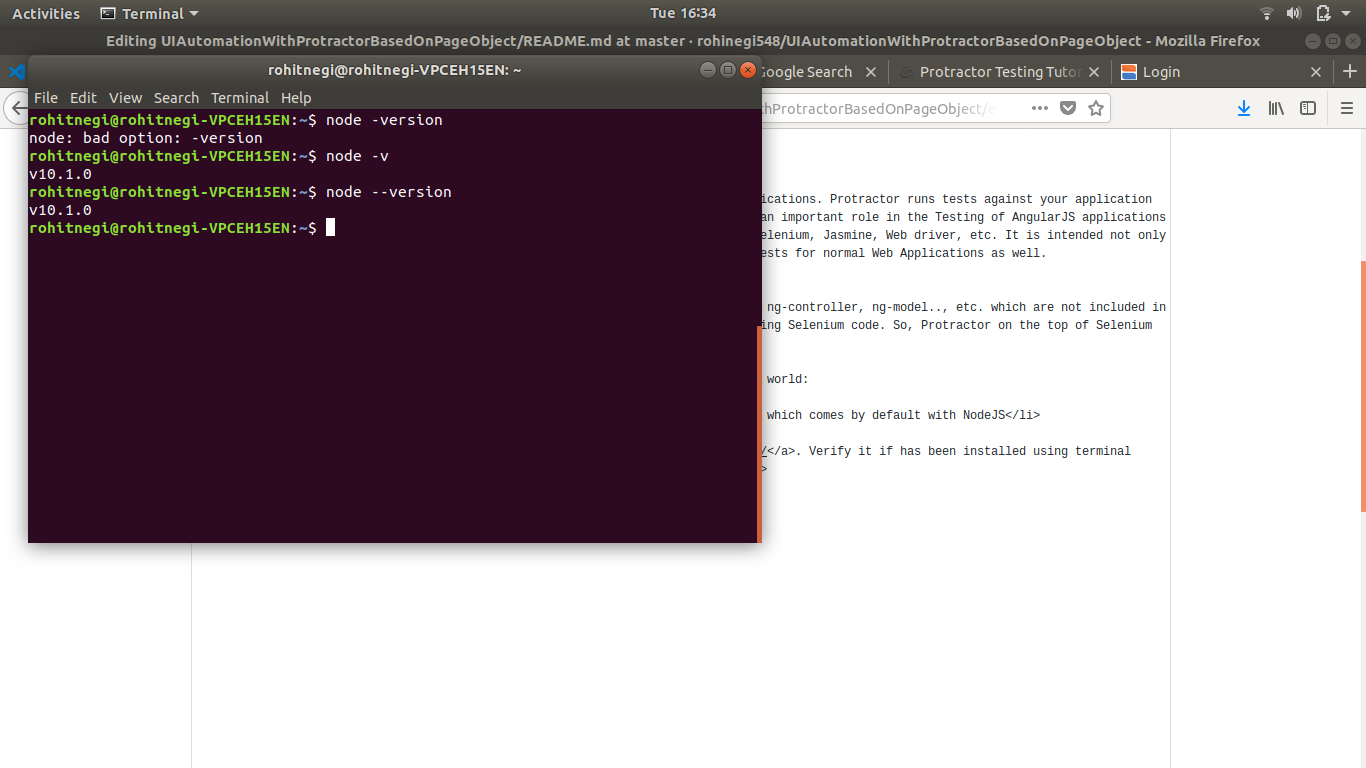 Activities Terminal Tue 16:34
Editing UIAutomationWithProtractorBasedOnPageObject/README.md at master · rohinegi548/UIAutomationWithProtractorBasedOnPageObject - Mozilla Firefox
rohitnegi@rohitnegi-VPCEH15EN: ~
Google Search Protractor Testing Tutor Login
File Edit View Search Terminal Help
hProtractorBasedOnPageObject/e
rohitnegi@rohitnegi-VPCEH15EN:~$ node -version
node: bad option: -version
rohitnegi@rohitnegi-VPCEH15EN:~$ node -v
v10.1.0
rohitnegi@rohitnegi-VPCEH15EN:~$ node --version
v10.1.0
rohitnegi@rohitnegi-VPCEH15EN:~$
ications. Protractor runs tests against your application
an important role in the Testing of AngularJS applications
elenium, Jasmine, Web driver, etc. It is intended not only
ests for normal Web Applications as well.
ng-controller, ng-model.., etc. which are not included in
ing Selenium code. So, Protractor on the top of Selenium
world:
which comes by default with NodeJS</li>
/</a>. Verify it if has been installed using terminal
>